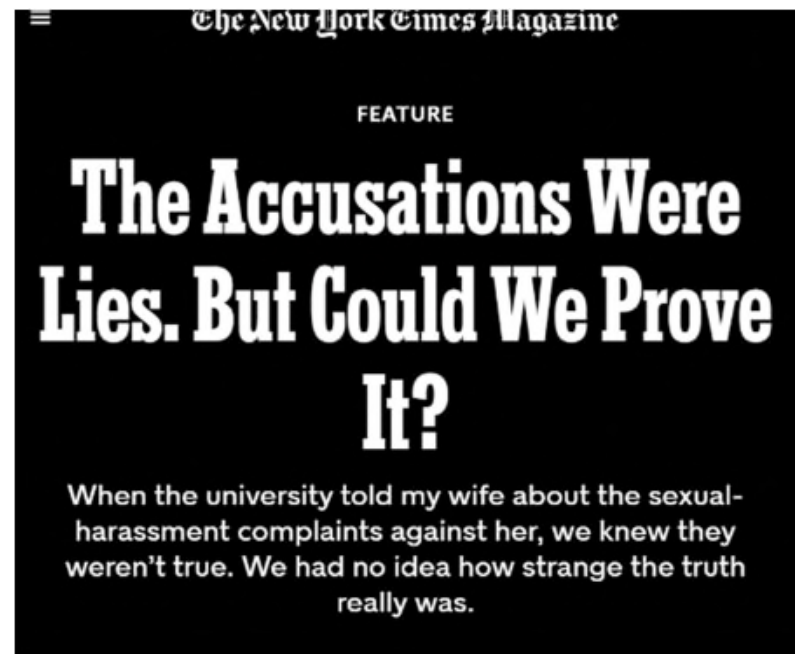 The New York Times Magazine
FEATURE
The Accusations Were
Lies. But Could We Prove
It?
When the university told my wife about the sexual-
harassment complaints against her, we knew they
weren't true. We had no idea how strange the truth
really was.